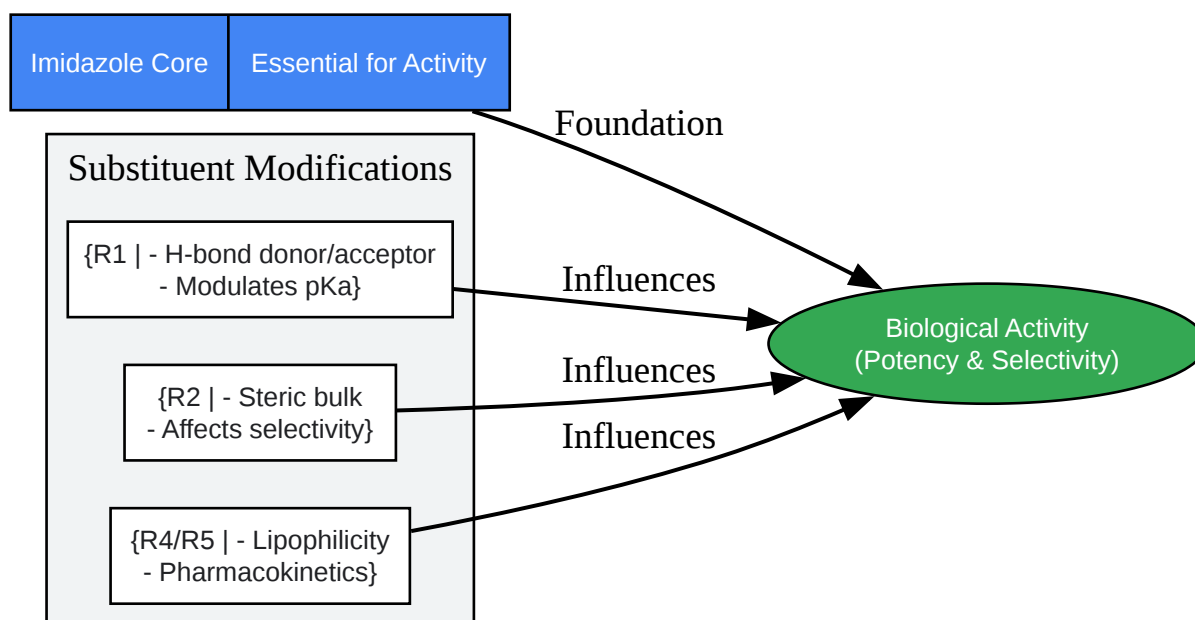 Imidazole Core
Essential for Activity
Foundation
Substituent Modifications
{R1 | - H-bond donor/acceptor
- Modulates pKa}
Influences
Biological Activity
(Potency & Selectivity)
{R2 | - Steric bulk
- Affects selectivity}
Influences
{R4/R5 | - Lipophilicity
- Pharmacokinetics}
Influences